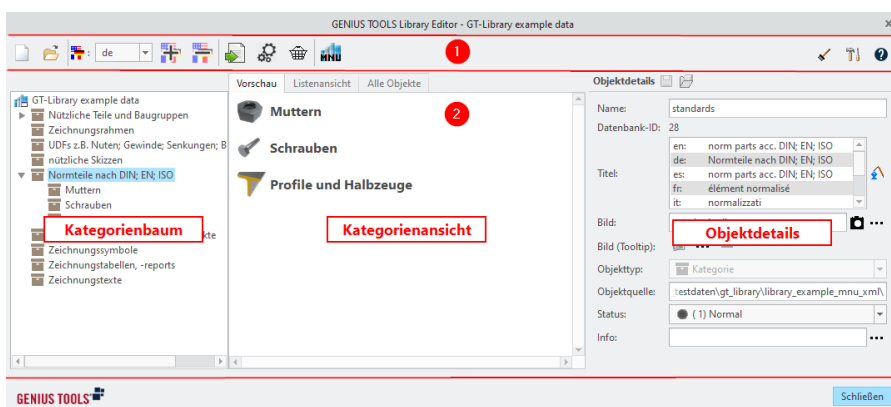 GENIUS TOOLS Library Editor - GT-Library example data
x
: de
MNU
1
Vorschau Listenansicht Alle Objekte
Objektdetails
GT-Library example data
Nützliche Teile und Baugruppen
Zeichnungsrahmen
UDFs z.B. Nuten; Gewinde; Senkungen; B
nützliche Skizzen
Normteile nach DIN; EN; ISO
Muttern
Schrauben
kte
Zeichnungssymbole
Zeichnungstabellen, -reports
Zeichnungstexte
Kategorienbaum
Muttern
2
Schrauben
Profile und Halbzeuge
Kategorienansicht
Name: standards
Datenbank-ID: 28
Titel:
en: norm parts acc. DIN; EN; ISO
de: Normteile nach DIN; EN; ISO
es: norm parts acc. DIN; EN; ISO
fr: élément normalisé
it: normalizzati
Bild:
Objektdetails
Bild (Tooltip):
Objekttyp: Kategorie
Objektquelle: testdaten\gt_library\library_example_mnu_xml\
Status: ( 1) Normal
Info:
GENIUS TOOLS
Schließen